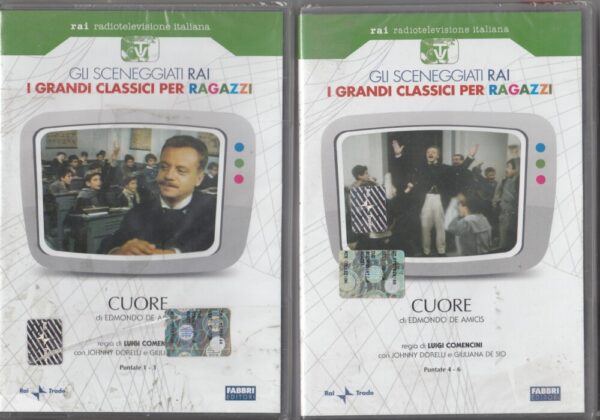 rai radiotelevisione italiana
TV
GLI SCENEGGIATI RAI
I GRANDI CLASSICI PER RAGAZZI
CUORE
di EDMONDO DE A
regia di LUIGI COMENCINI
con JOHNNY DORELLI e GIULI
Puntate 1 - 3
Rai Trade
FABBRI
EDITORI
rai radiotelevisione italiana
TV
GLI SCENEGGIATI RAI
I GRANDI CLASSICI PER RAGAZZI
CUORE
di EDMONDO DE AMICIS
regia di LUIGI COMENCINI
con JOHNNY DORELLI e GIULIANA DE SIO
Puntate 4 - 6
Rai Trade
FABBRI
EDITORI